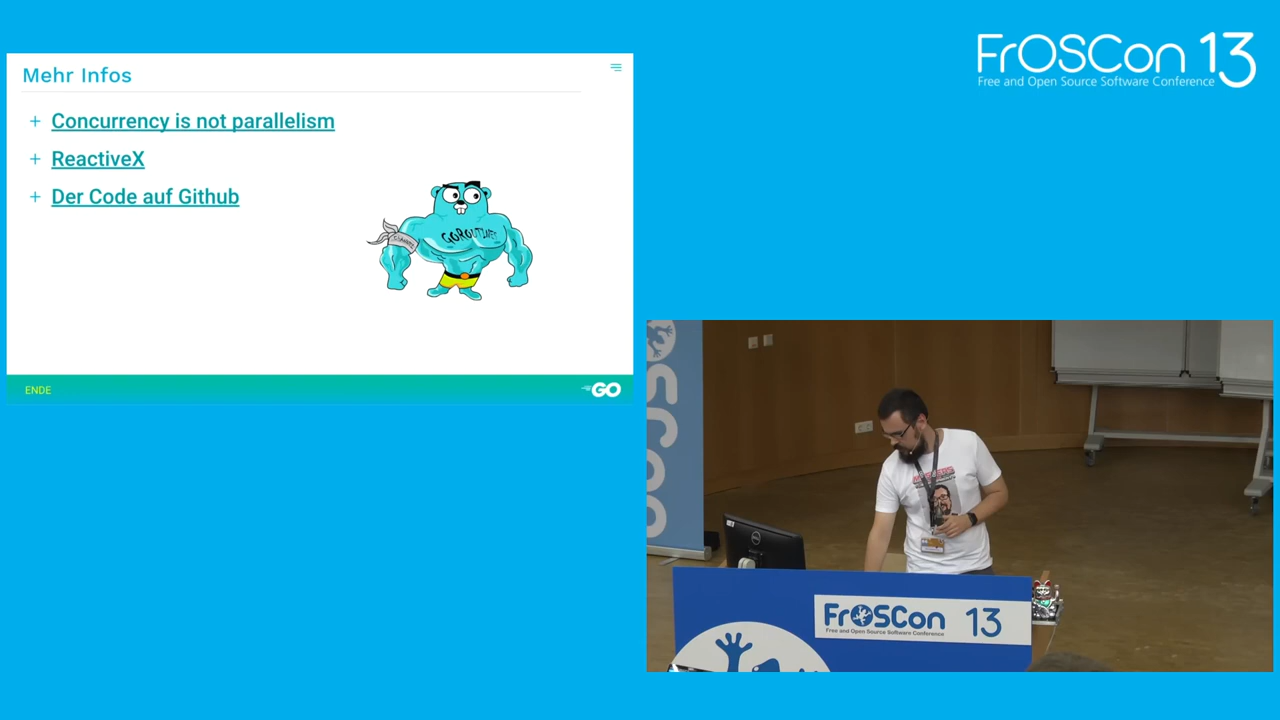 FrOSCon 13
Free and Open Source Software Conference
Mehr Infos
+ Concurrency is not parallelism
+ ReactiveX
+ Der Code auf Github
GOROUTINES
ENDE
GO
DELL
FrOSCon 13
Free and Open Source Software Conference